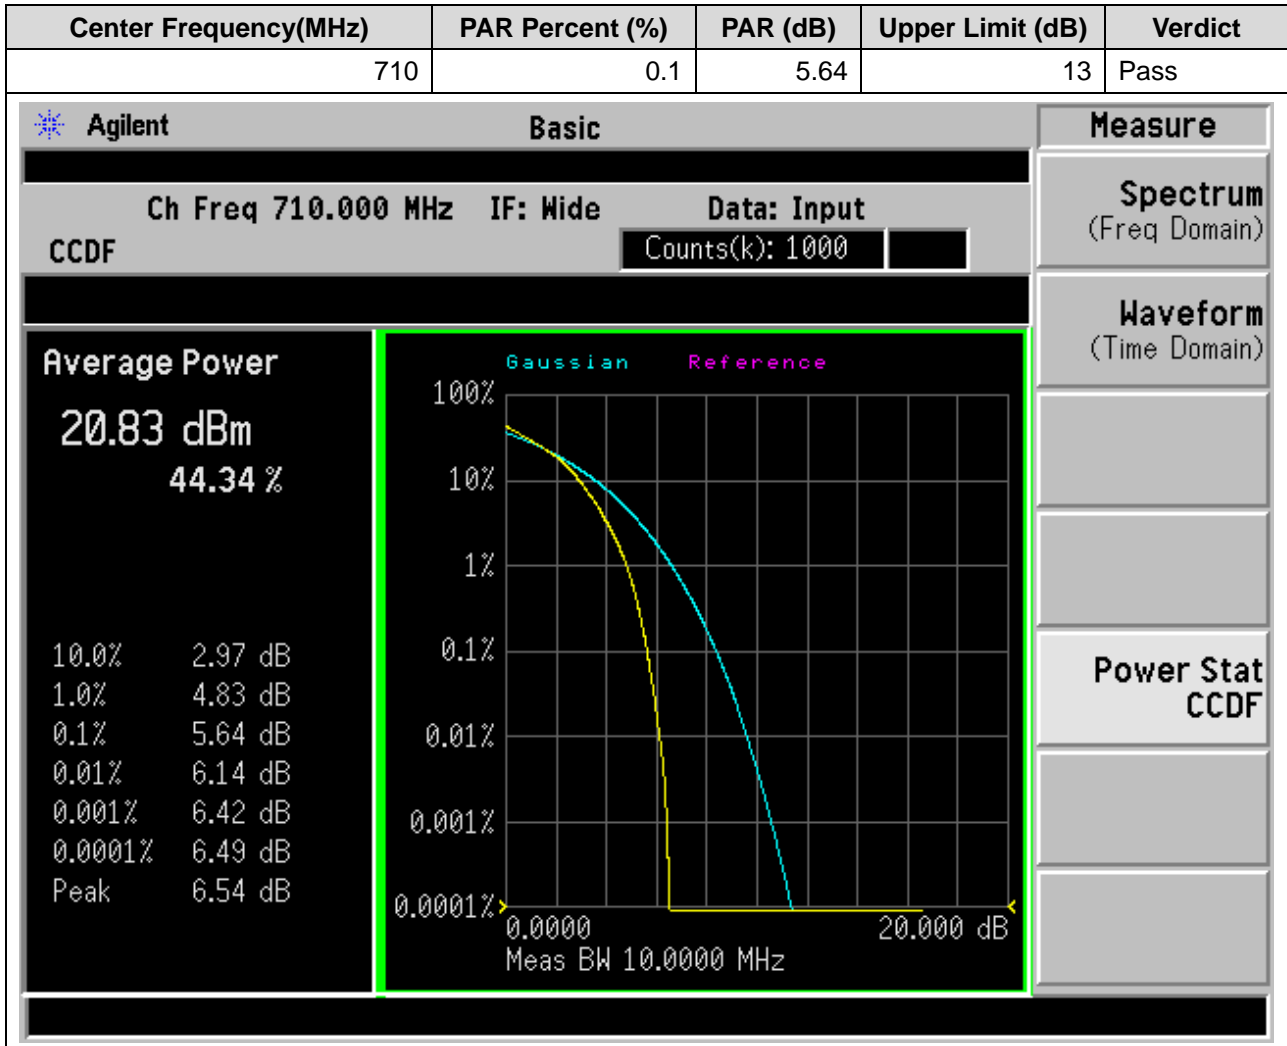 Center Frequency(MHz) PAR Percent (%) PAR (dB) Upper Limit (dB) Verdict
710 0.1 5.64 13 Pass
Agilent Basic Measure
Ch Freq 710.000 MHz IF: Wide Data: Input
CCDF Counts(k): 1000
Spectrum
(Freq Domain)
Waveform
(Time Domain)
Power Stat
CCDF
Average Power
20.83 dBm
44.34 %
10.0% 2.97 dB
1.0% 4.83 dB
0.1% 5.64 dB
0.01% 6.14 dB
0.001% 6.42 dB
0.0001% 6.49 dB
Peak 6.54 dB
Gaussian Reference
100%
10%
1%
0.1%
0.01%
0.001%
0.0001%
0.0000 20.000 dB
Meas BW 10.0000 MHz